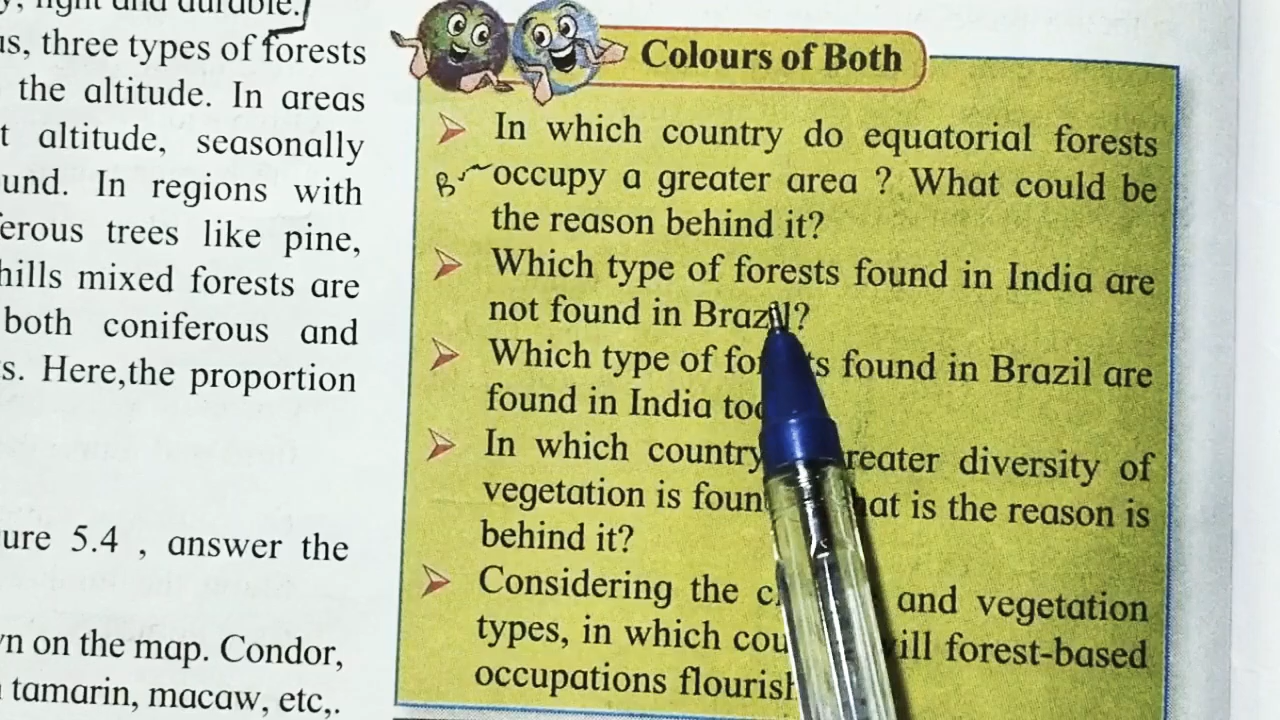 y, light and durable.
us, three types of forests
the altitude. In areas
t altitude, seasonally
und. In regions with
ferous trees like pine,
hills mixed forests are
both coniferous and
s. Here,the proportion
ure 5.4 , answer the
wn on the map. Condor,
tamarin, macaw, etc,.
Colours of Both
In which country do equatorial forests
B occupy a greater area ? What could be
the reason behind it?
Which type of forests found in India are
not found in Brazil?
Which type of fo s found in Brazil are
found in India too
In which country reater diversity of
vegetation is foun hat is the reason is
behind it?
Considering the c and vegetation
types, in which cou ill forest-based
occupations flourish